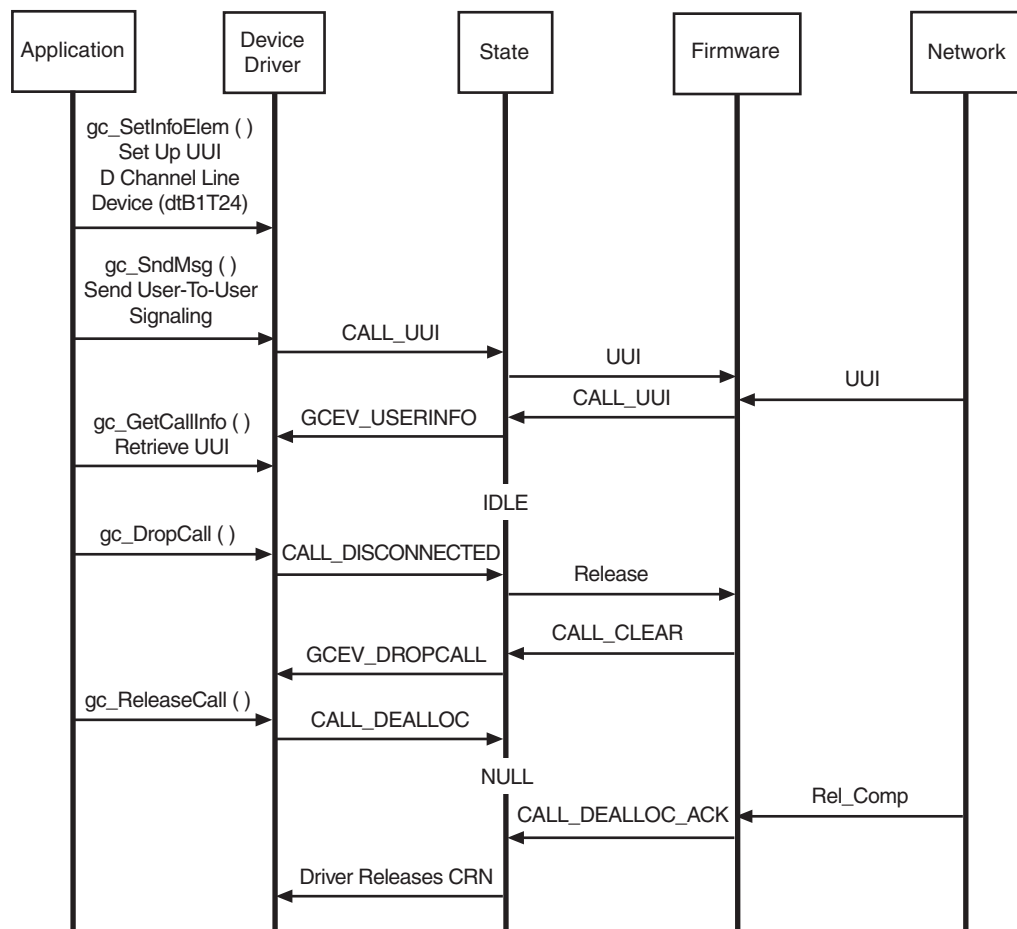 Application
Device
Driver
State
Firmware
Network
gc_SetInfoElem ( )
Set Up UUI
D Channel Line
Device (dtB1T24)
gc_SndMsg ( )
Send User-To-User
Signaling
CALL_UUI
UUI
UUI
CALL_UUI
GCEV_USERINFO
gc_GetCallInfo ( )
Retrieve UUI
IDLE
gc_DropCall ( )
CALL_DISCONNECTED
Release
CALL_CLEAR
GCEV_DROPCALL
gc_ReleaseCall ( )
CALL_DEALLOC
NULL
Rel_Comp
CALL_DEALLOC_ACK
Driver Releases CRN